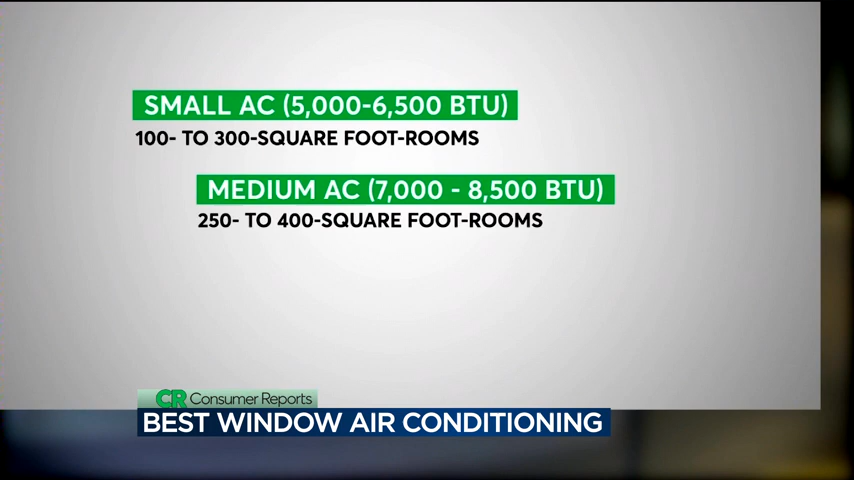 SMALL AC (5,000-6,500 BTU)
100- TO 300-SQUARE FOOT-ROOMS
MEDIUM AC (7,000 - 8,500 BTU)
250- TO 400-SQUARE FOOT-ROOMS
CR Consumer Reports
BEST WINDOW AIR CONDITIONING